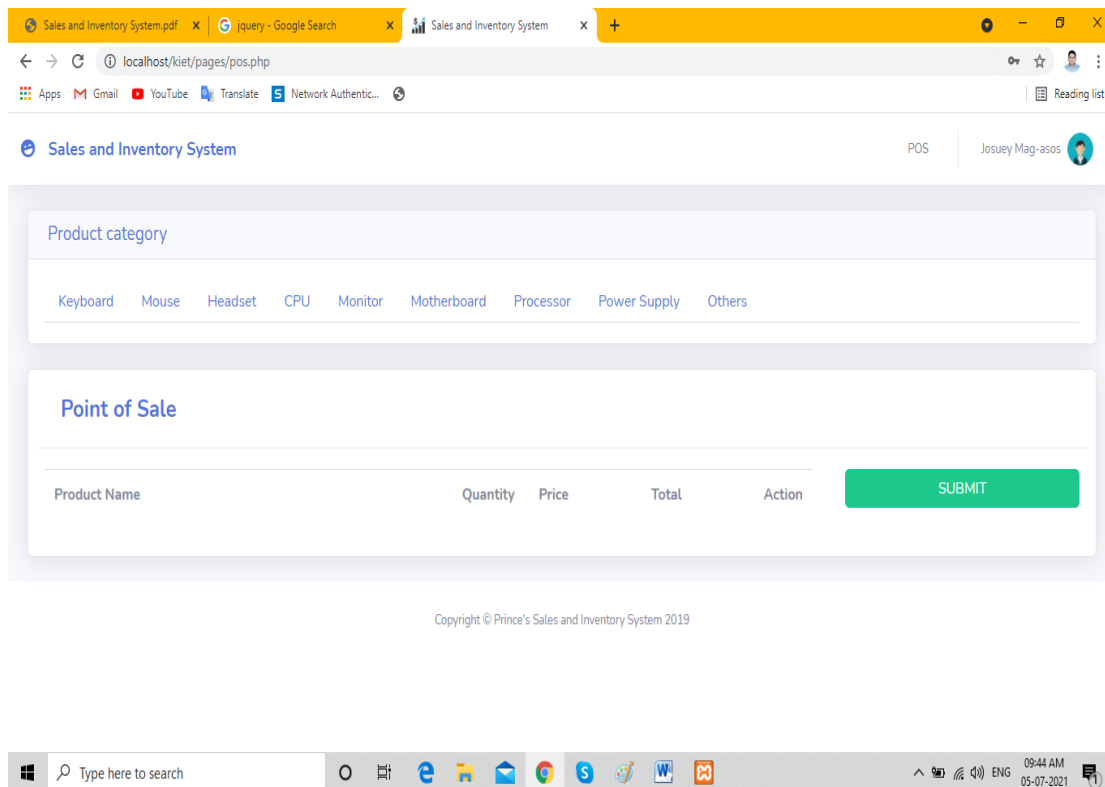 Sales and Inventory System.pdf
jquery - Google Search
Sales and Inventory System
localhost/kiet/pages/pos.php
Apps Gmail YouTube Translate Network Authentic... Reading list
Sales and Inventory System POS Josuey Mag-asos
Product category
Keyboard Mouse Headset CPU Monitor Motherboard Processor Power Supply Others
Point of Sale
Product Name Quantity Price Total Action SUBMIT
Copyright © Prince's Sales and Inventory System 2019
Type here to search
ENG
09:44 AM
05-07-2021